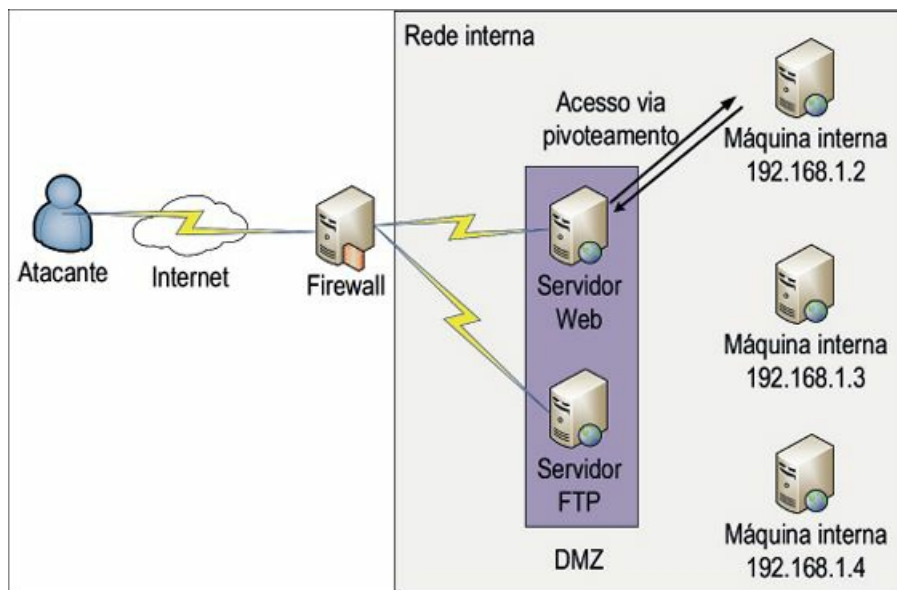 Rede interna
Acesso via
pivoteamento
Máquina interna
192.168.1.2
Atacante
Internet
Firewall
Servidor
Web
Máquina interna
192.168.1.3
Servidor
FTP
DMZ
Máquina interna
192.168.1.4